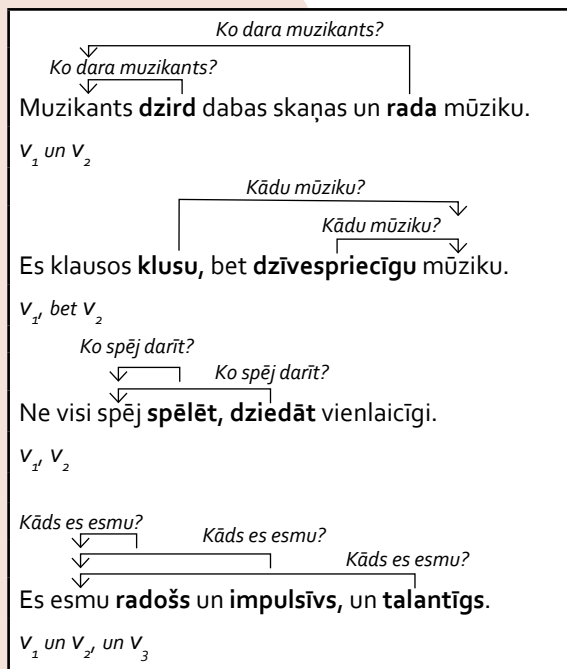 Ko dara muzikants?
Ko dara muzikants?
Muzikants dzird dabas skaņas un rada mūziku.
V₁ un V₂
Kādu mūziku?
Kādu mūziku?
Es klausos klusu, bet dzīvespriecīgu mūziku.
V₁, bet V₂
Ko spēj darīt?
Ko spēj darīt?
Ne visi spēj spēlēt, dziedāt vienlaicīgi.
V₁, V₂
Kāds es esmu?
Kāds es esmu?
Kāds es esmu?
Es esmu radošs un impulsīvs, un talantīgs.
V₁ un V₂, un V₃